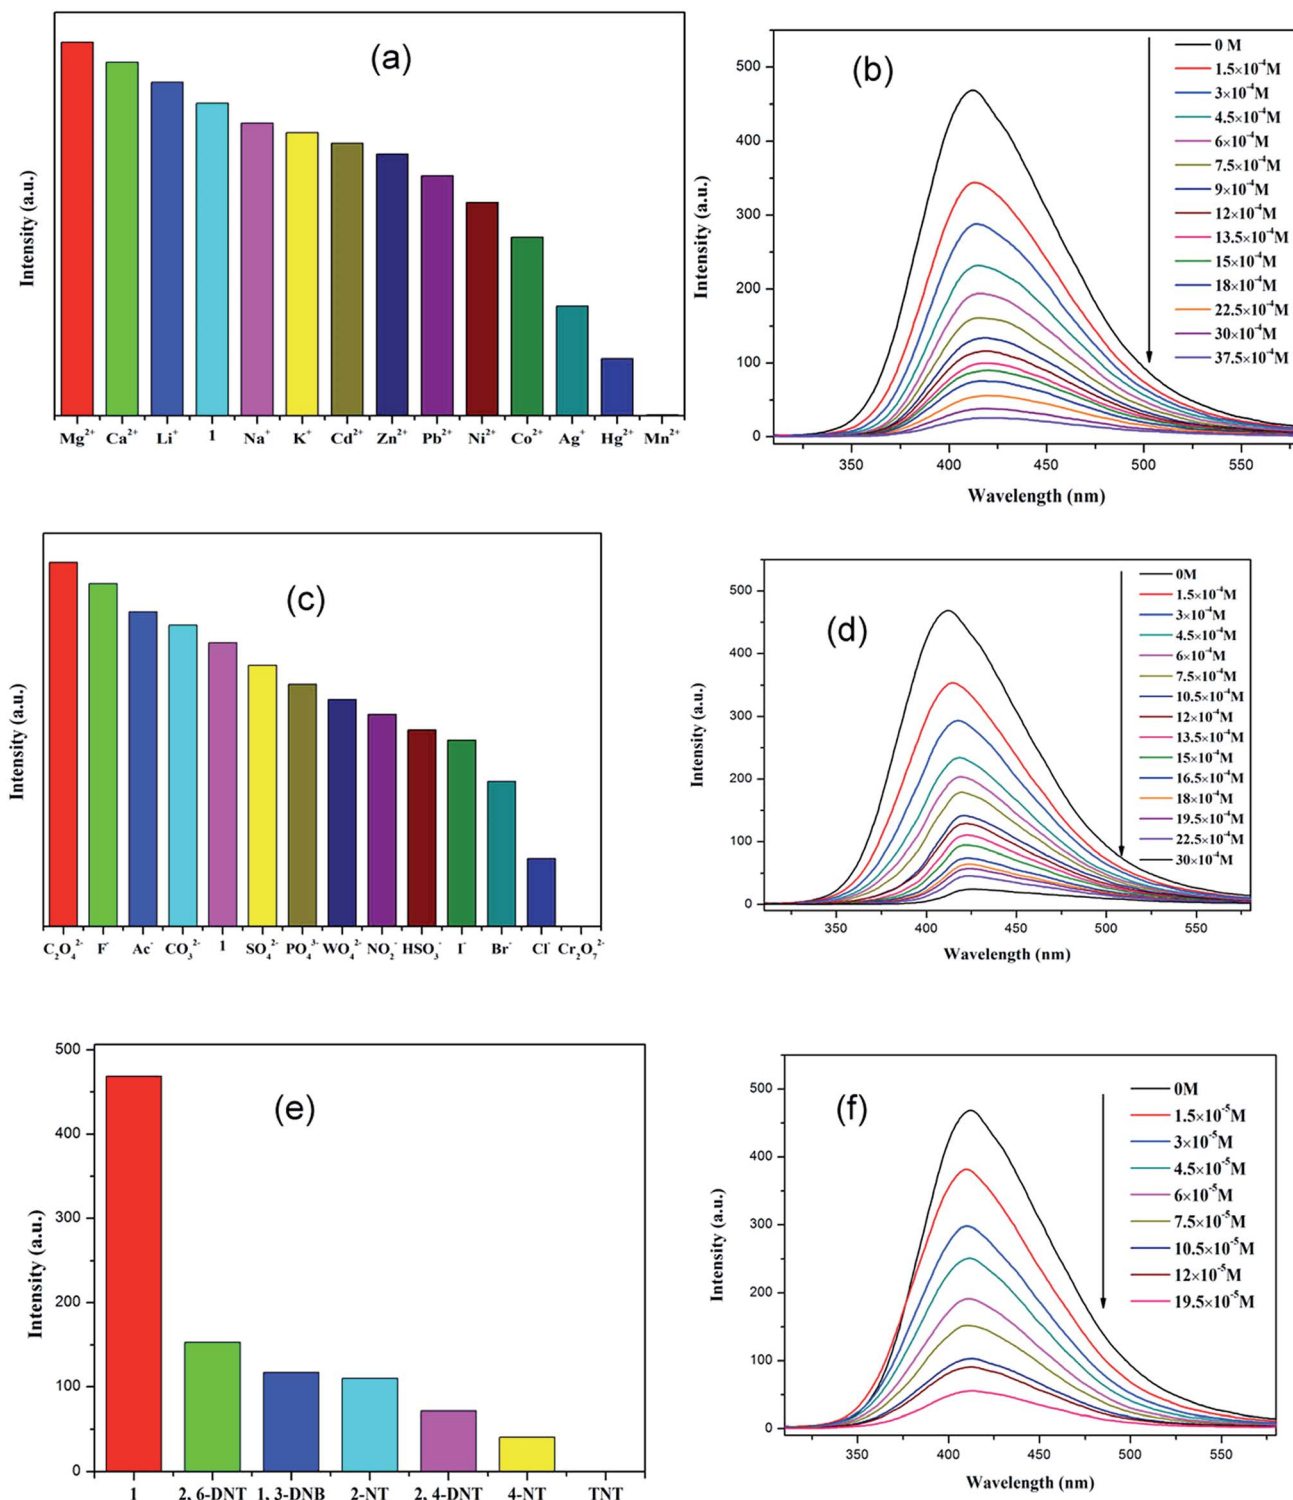 (a)
Intensity (a.u.)
Mg²⁺ Ca²⁺ Li⁺ 1 Na⁺ K⁺ Cd²⁺ Zn²⁺ Pb²⁺ Ni²⁺ Co²⁺ Ag⁺ Hg²⁺ Mn²⁺
(b)
Intensity (a.u.)
500
400
300
200
100
0
350 400 450 500 550
Wavelength (nm)
0 M
1.5×10⁻⁴M
3×10⁻⁴M
4.5×10⁻⁴M
6×10⁻⁴M
7.5×10⁻⁴M
9×10⁻⁴M
12×10⁻⁴M
13.5×10⁻⁴M
15×10⁻⁴M
18×10⁻⁴M
22.5×10⁻⁴M
30×10⁻⁴M
37.5×10⁻⁴M
(c)
Intensity (a.u.)
C₂O₄²⁻ F⁻ Ac⁻ CO₃²⁻ 1 SO₄²⁻ PO₄³⁻ WO₄²⁻ NO₂⁻ HSO₃⁻ I⁻ Br⁻ Cl⁻ Cr₂O₇²⁻
(d)
Intensity (a.u.)
500
400
300
200
100
0
350 400 450 500 550
Wavelength (nm)
0M
1.5×10⁻⁴M
3×10⁻⁴M
4.5×10⁻⁴M
6×10⁻⁴M
7.5×10⁻⁴M
10.5×10⁻⁴M
12×10⁻⁴M
13.5×10⁻⁴M
15×10⁻⁴M
16.5×10⁻⁴M
18×10⁻⁴M
19.5×10⁻⁴M
22.5×10⁻⁴M
30×10⁻⁴M
(e)
Intensity (a.u.)
500
400
300
200
100
0
1 2, 6-DNT 1, 3-DNB 2-NT 2, 4-DNT 4-NT TNT
(f)
Intensity (a.u.)
500
400
300
200
100
0
350 400 450 500 550
Wavelength (nm)
0M
1.5×10⁻⁵M
3×10⁻⁵M
4.5×10⁻⁵M
6×10⁻⁵M
7.5×10⁻⁵M
10.5×10⁻⁵M
12×10⁻⁵M
19.5×10⁻⁵M